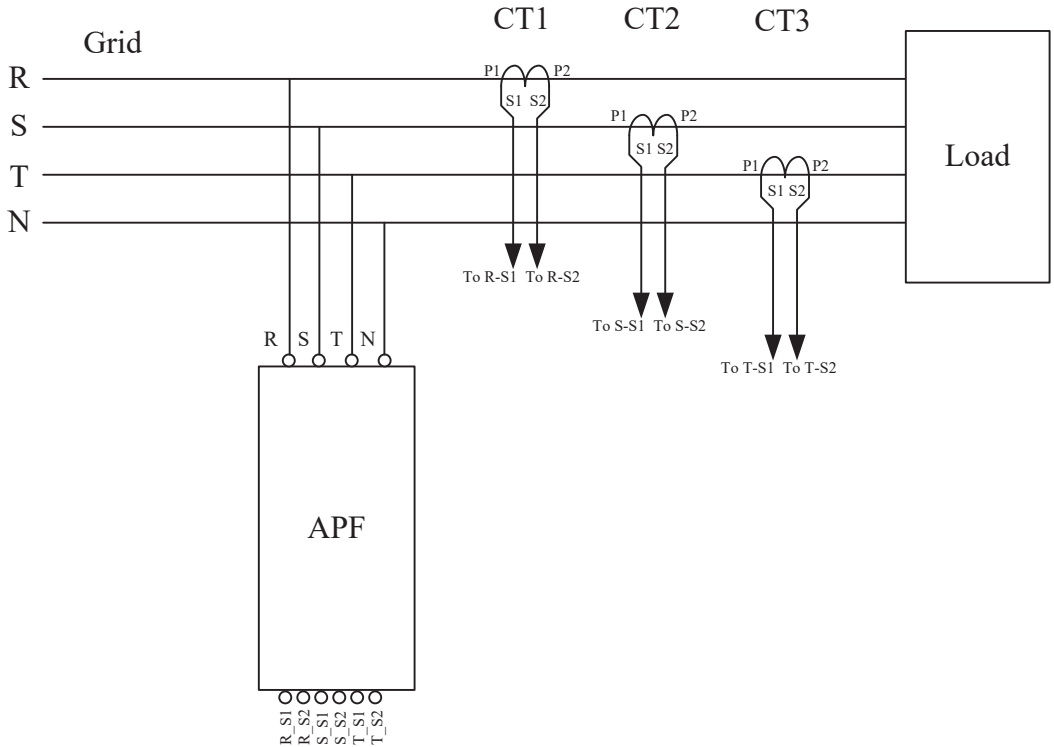 CT1 CT2 CT3
Grid
R
S
T
N
P1 P2
S1 S2
P1 P2
S1 S2
P1 P2
S1 S2
Load
To R-S1 To R-S2
To S-S1 To S-S2
To T-S1 To T-S2
R S T N
APF
R_S1
R_S2
S_S1
S_S2
T_S1
T_S2